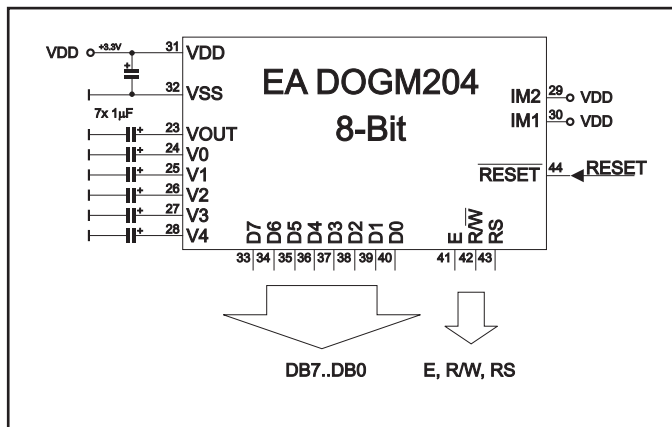 VDD +3.3V 31 VDD
32 VSS
7x 1µF
23 VOUT
24 V0
25 V1
26 V2
27 V3
28 V4
EA DOGM204
8-Bit
IM2 29 VDD
IM1 30 VDD
RESET 44 RESET
D7 D6 D5 D4 D3 D2 D1 D0
33 34 35 36 37 38 39 40
E R/W RS
41 42 43
DB7..DB0
E, R/W, RS